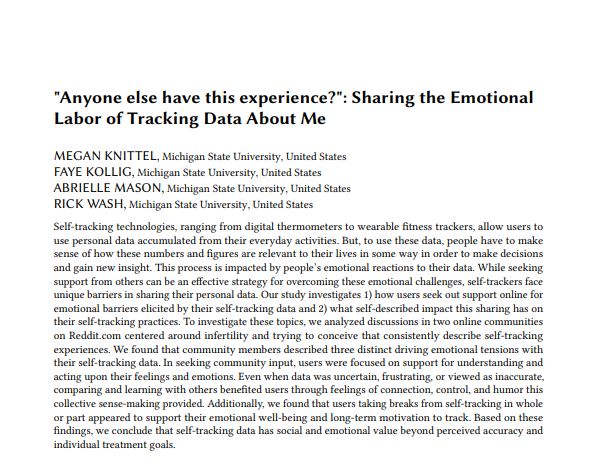 "Anyone else have this experience?": Sharing the Emotional
Labor of Tracking Data About Me
MEGAN KNITTEL, Michigan State University, United States
FAYE KOLLIG, Michigan State University, United States
ABRIELLE MASON, Michigan State University, United States
RICK WASH, Michigan State University, United States
Self-tracking technologies, ranging from digital thermometers to wearable fitness trackers, allow users to
use personal data accumulated from their everyday activities. But, to use these data, people have to make
sense of how these numbers and figures are relevant to their lives in some way in order to make decisions
and gain new insight. This process is impacted by people's emotional reactions to their data. While seeking
support from others can be an effective strategy for overcoming these emotional challenges, self-trackers face
unique barriers in sharing their personal data. Our study investigates 1) how users seek out support online for
emotional barriers elicited by their self-tracking data and 2) what self-described impact this sharing has on
their self-tracking practices. To investigate these topics, we analyzed discussions in two online communities
on Reddit.com centered around infertility and trying to conceive that consistently describe self-tracking
experiences. We found that community members described three distinct driving emotional tensions with
their self-tracking data. In seeking community input, users were focused on support for understanding and
acting upon their feelings and emotions. Even when data was uncertain, frustrating, or viewed as inaccurate,
comparing and learning with others benefited users through feelings of connection, control, and humor this
collective sense-making provided. Additionally, we found that users taking breaks from self-tracking in whole
or part appeared to support their emotional well-being and long-term motivation to track. Based on these
findings, we conclude that self-tracking data has social and emotional value beyond perceived accuracy and
individual treatment goals.